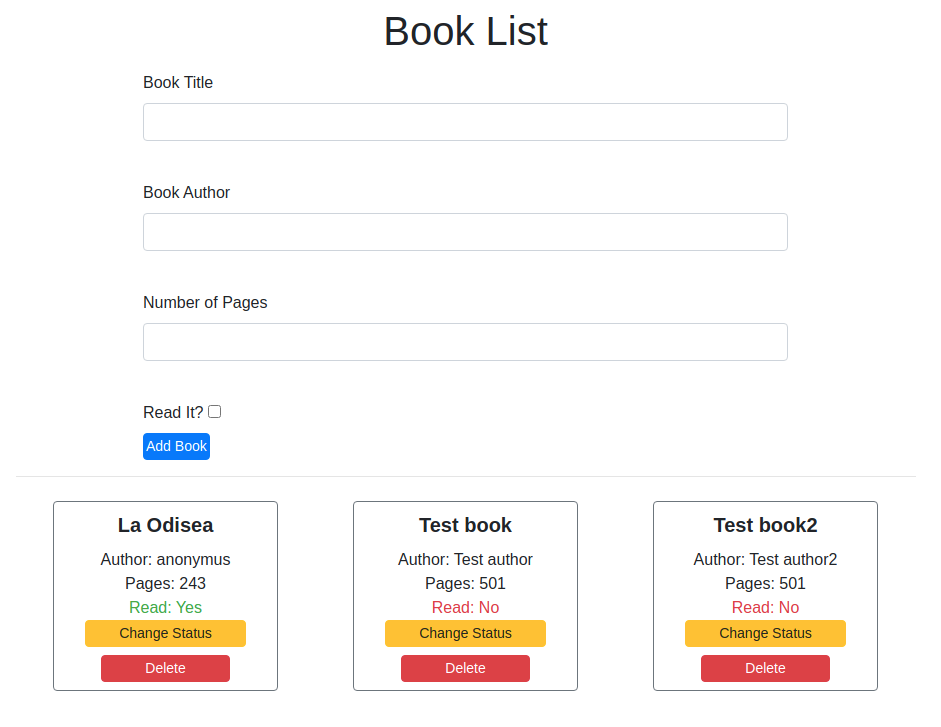 Book List
Book Title
Book Author
Number of Pages
Read It?
Add Book
La Odisea
Author: anonymus
Pages: 243
Read: Yes
Change Status
Delete
Test book
Author: Test author
Pages: 501
Read: No
Change Status
Delete
Test book2
Author: Test author2
Pages: 501
Read: No
Change Status
Delete